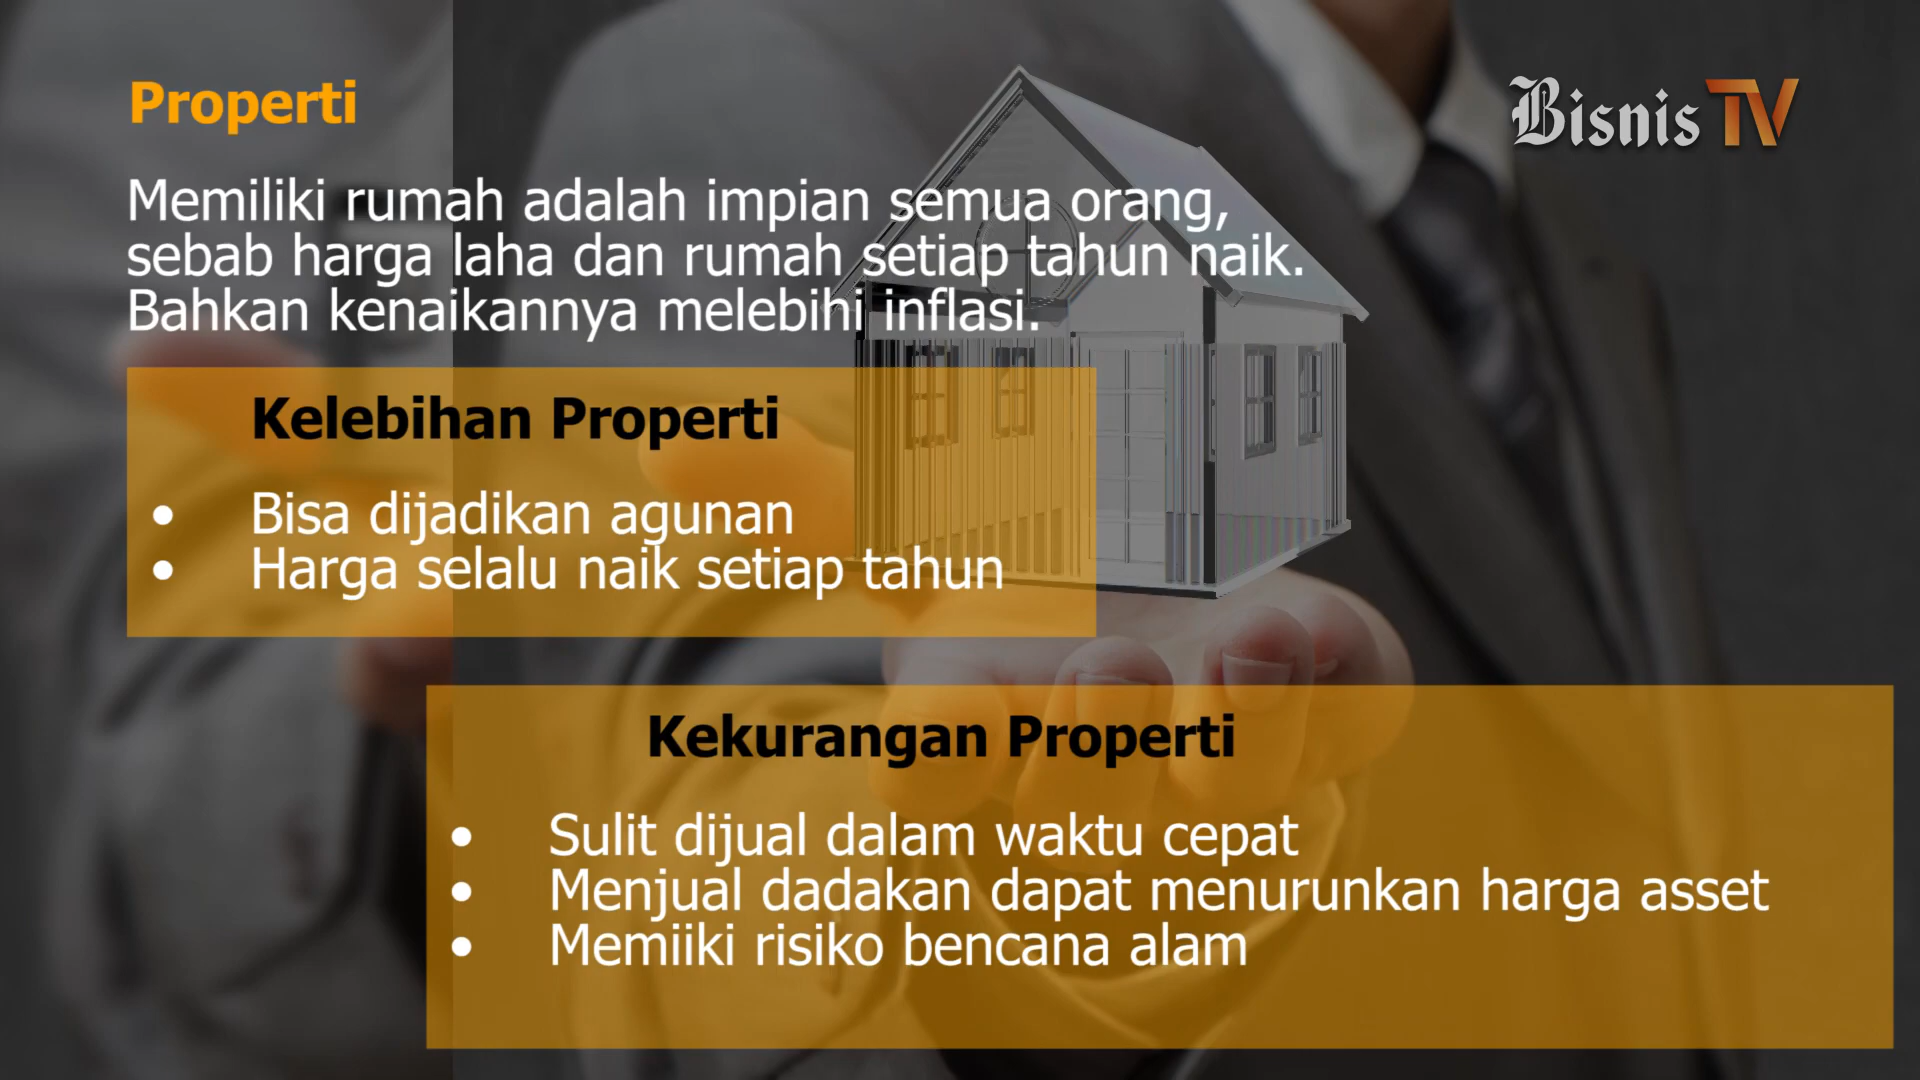 Properti
Bisnis TV
Memiliki rumah adalah impian semua orang,
sebab harga laha dan rumah setiap tahun naik.
Bahkan kenaikannya melebihi inflasi.
Kelebihan Properti
• Bisa dijadikan agunan
• Harga selalu naik setiap tahun
Kekurangan Properti
• Sulit dijual dalam waktu cepat
• Menjual dadakan dapat menurunkan harga asset
• Memiiki risiko bencana alam